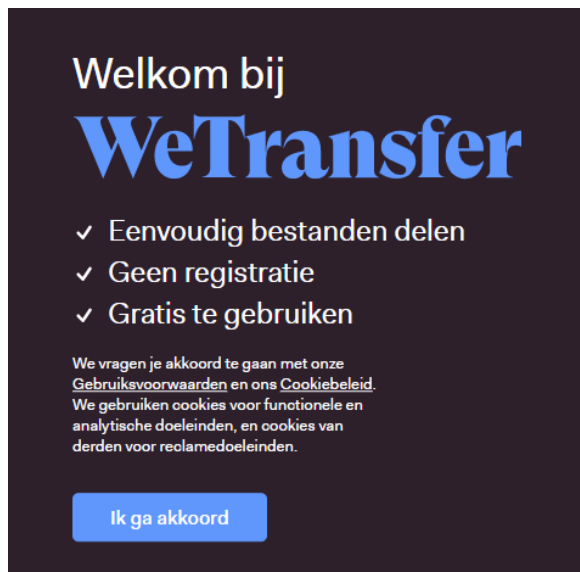 Welkom bij
WeTransfer
Eenvoudig bestanden delen
Geen registratie
Gratis te gebruiken
We vragen je akkoord te gaan met onze
Gebruiksvoorwaarden en ons Cookiebeleid.
We gebruiken cookies voor functionele en
analytische doeleinden, en cookies van
derden voor reclamedoeleinden.
Ik ga akkoord